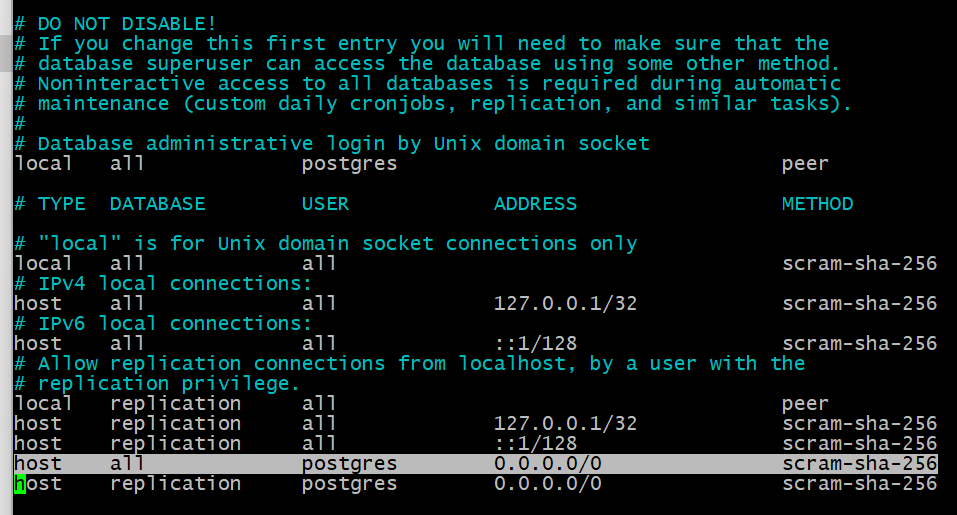 # DO NOT DISABLE!
# If you change this first entry you will need to make sure that the
# database superuser can access the database using some other method.
# Noninteractive access to all databases is required during automatic
# maintenance (custom daily cronjobs, replication, and similar tasks).
#
# Database administrative login by Unix domain socket
local   all             postgres                                peer

# TYPE  DATABASE        USER            ADDRESS                 METHOD

# "local" is for Unix domain socket connections only
local   all             all                                     scram-sha-256
# IPv4 local connections:
host    all             all             127.0.0.1/32            scram-sha-256
# IPv6 local connections:
host    all             all             ::1/128                 scram-sha-256
# Allow replication connections from localhost, by a user with the
# replication privilege.
local   replication     all                                     peer
host    replication     all             127.0.0.1/32            scram-sha-256
host    replication     all             ::1/128                 scram-sha-256
host    all             postgres        0.0.0.0/0               scram-sha-256
host    replication     postgres        0.0.0.0/0               scram-sha-256